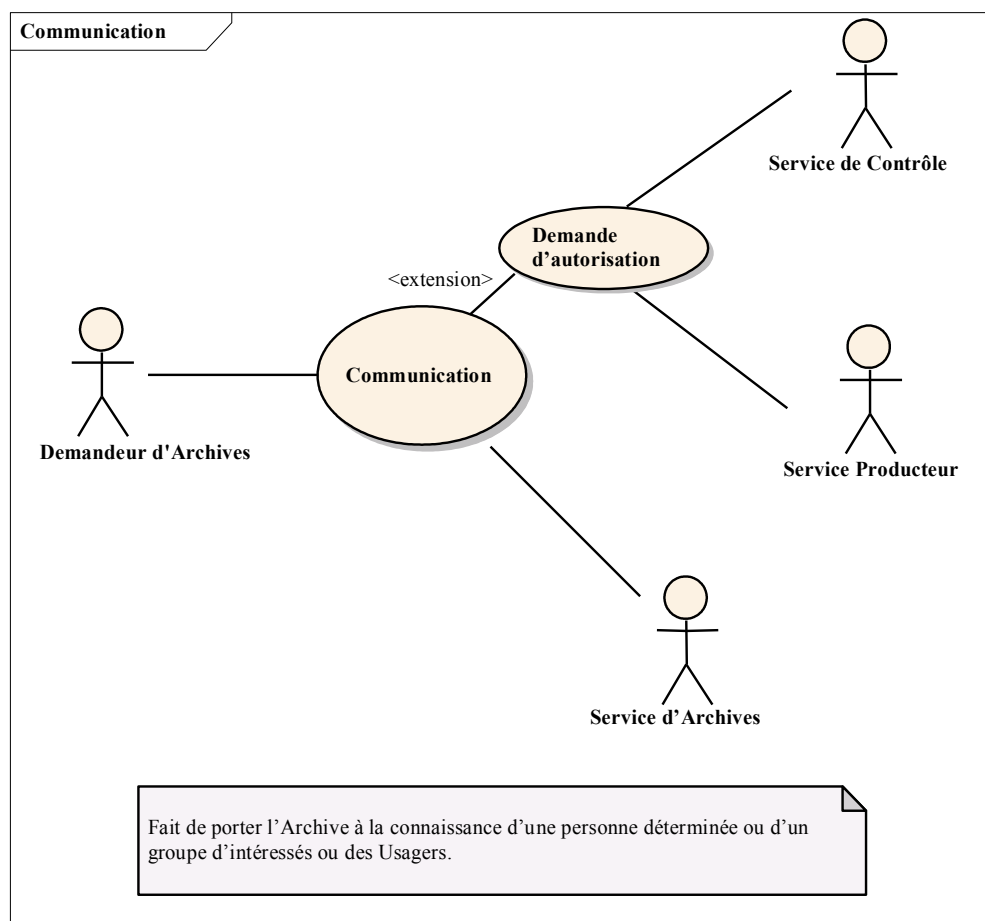 Communication
Service de Contrôle
Demande
d’autorisation
<extension>
Communication
Demandeur d'Archives
Service Producteur
Service d’Archives
Fait de porter l’Archive à la connaissance d’une personne déterminée ou d’un
groupe d’intéressés ou des Usagers.